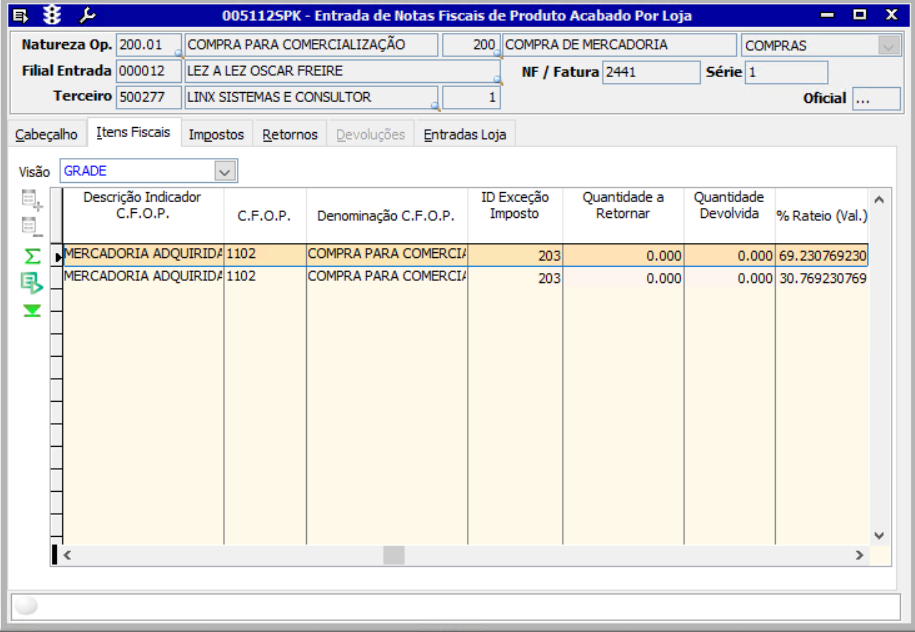 005112SPK - Entrada de Notas Fiscais de Produto Acabado Por Loja
Natureza Op. 200.01 COMPRA PARA COMERCIALIZAÇÃO 200 COMPRA DE MERCADORIA COMPRAS
Filial Entrada 000012 LEZ A LEZ OSCAR FREIRE NF / Fatura 2441 Série 1
Terceiro 500277 LINX SISTEMAS E CONSULTOR 1 Oficial ...
Cabeçalho Itens Fiscais Impostos Retornos Devoluções Entradas Loja
Visão GRADE
Descrição Indicador C.F.O.P. C.F.O.P. Denominação C.F.O.P. ID Exceção Imposto Quantidade a Retornar Quantidade Devolvida % Rateio (Val.)
MERCADORIA ADQUIRIDA 1102 COMPRA PARA COMERCIA 203 0.000 0.000 69.230769230
MERCADORIA ADQUIRIDA 1102 COMPRA PARA COMERCIA 203 0.000 0.000 30.769230769